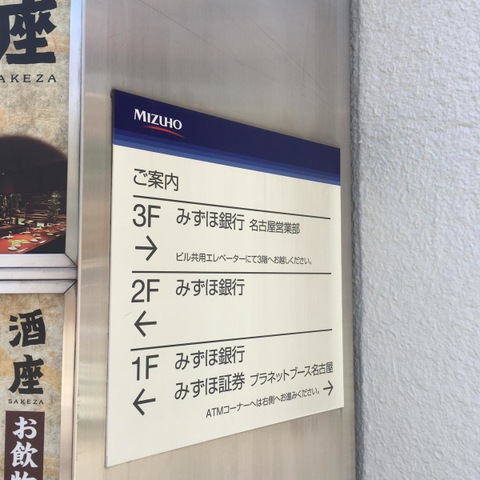 座
SAKEZA
酒座
SAKEZA
お飲物
MIZUHO
ご案内
3F みずほ銀行 名古屋営業部
→ ビル共用エレベーターにて3階へお越しください。
2F みずほ銀行
←
1F みずほ銀行
← みずほ証券 プラネットブース名古屋
ATMコーナーへは右側へお進みください。 →